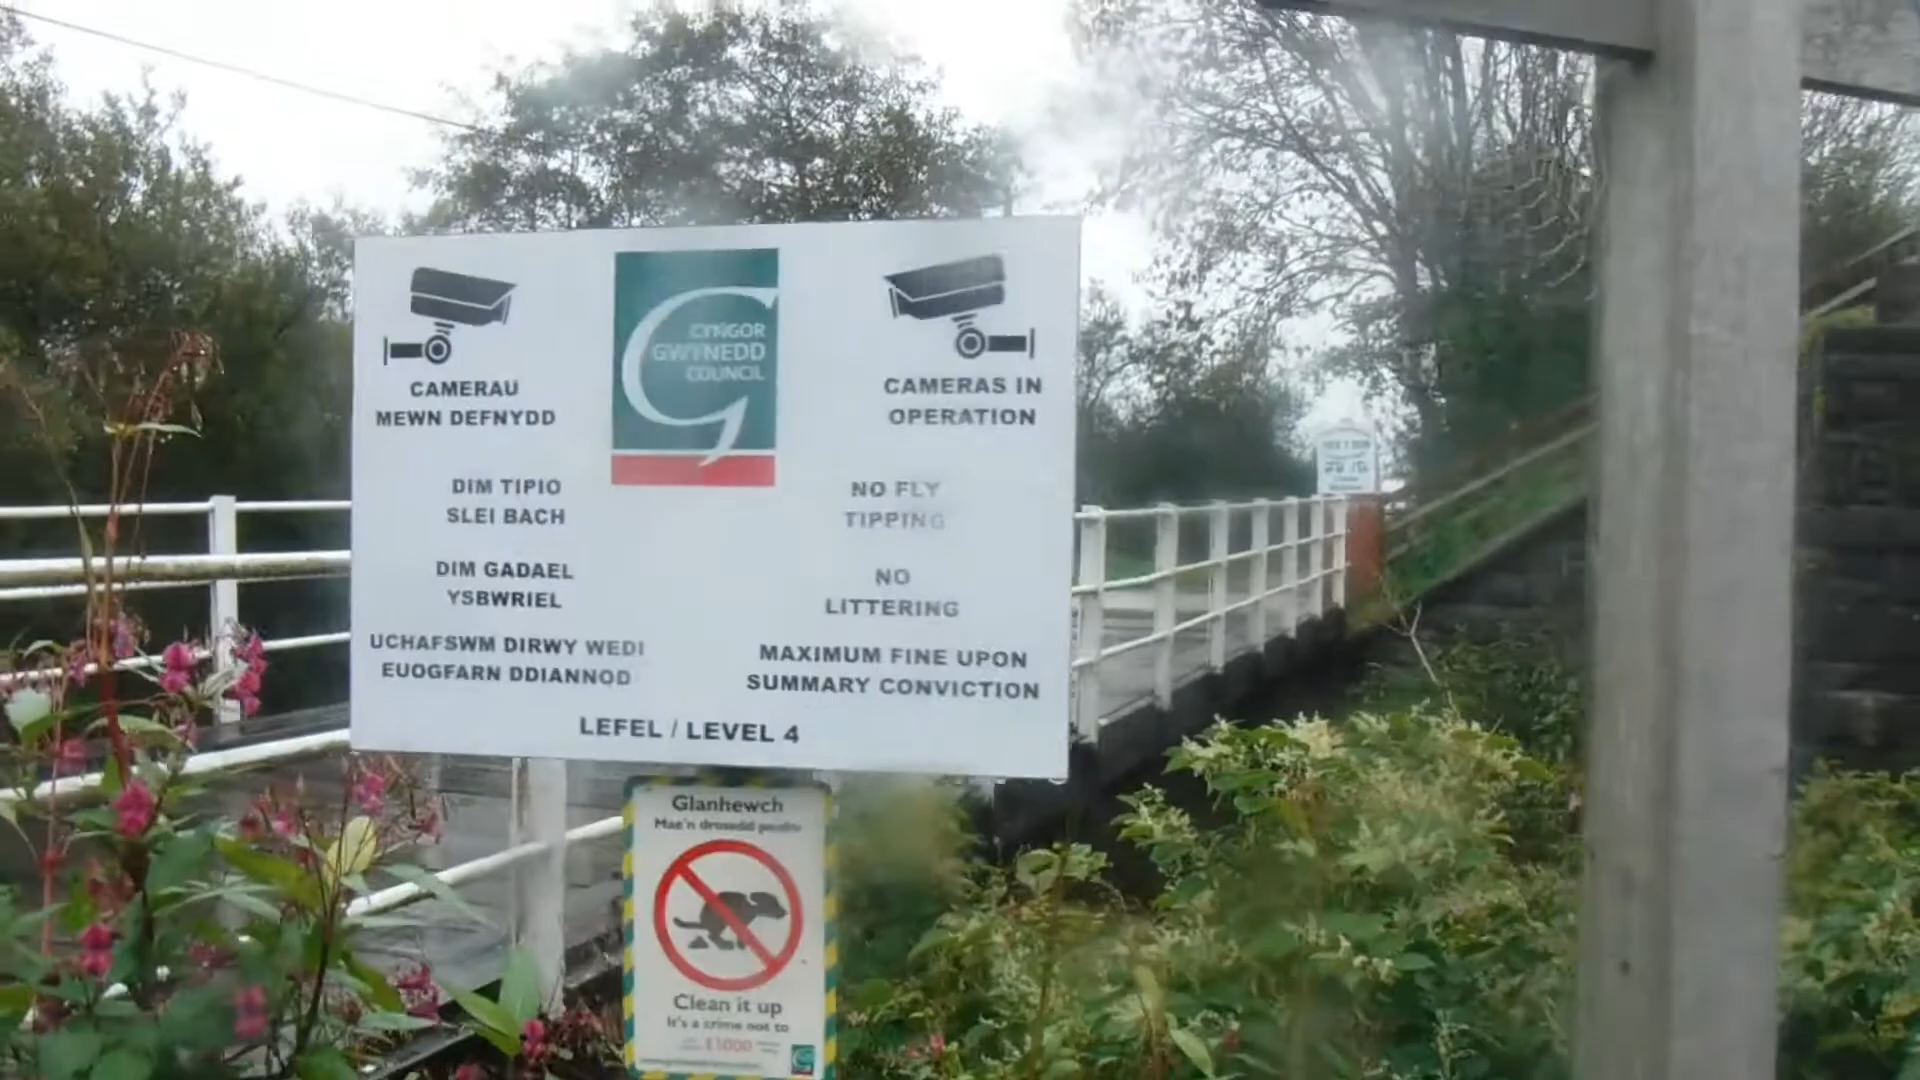 CAMERAU
MEWN DEFNYDD
CYNGOR
GWYNEDD
COUNCIL
CAMERAS IN
OPERATION
DIM TIPIO
SLEI BACH
NO FLY
TIPPING
DIM GADAEL
YSBWRIEL
NO
LITTERING
UCHAFSWM DIRWY WEDI
EUOGFARN DDIANNOD
MAXIMUM FINE UPON
SUMMARY CONVICTION
LEFEL / LEVEL 4
Glanhewch
Mae'n drosedd peidio
Clean it up
It's a crime not to
£1000